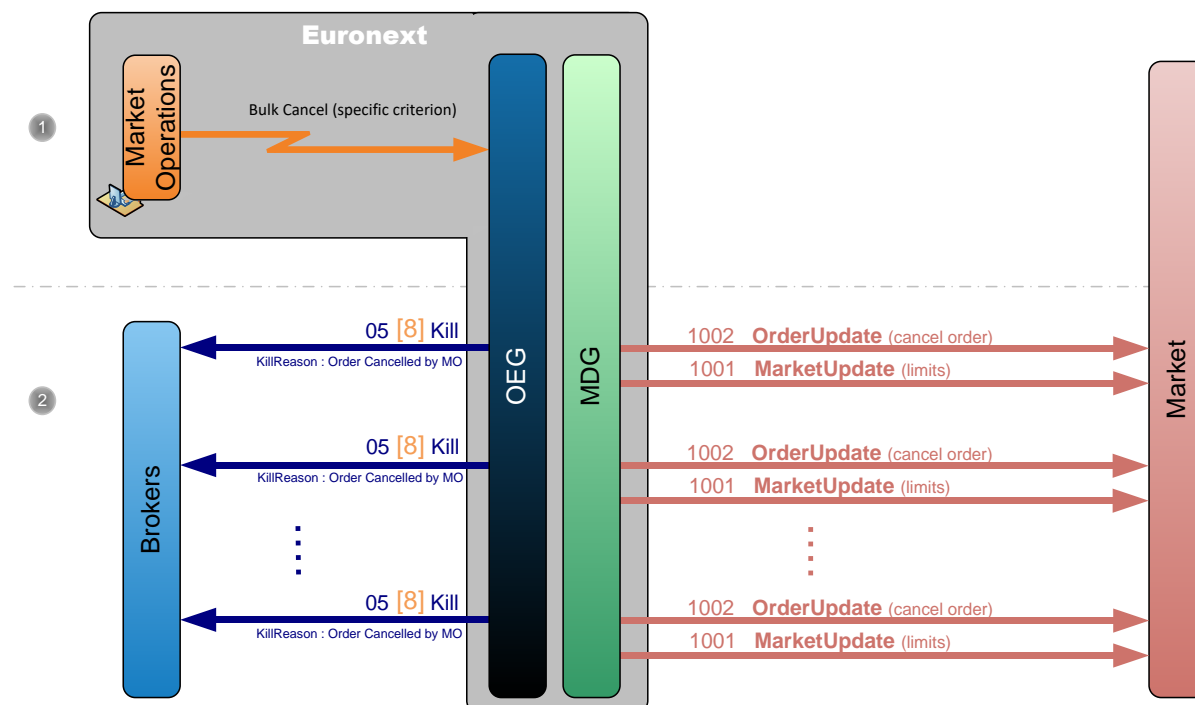 Euronext
Market
Operations
Bulk Cancel (specific criterion)
1
OEG
MDG
Market
2
Brokers
05 [8] Kill
KillReason : Order Cancelled by MO
1002 OrderUpdate (cancel order)
1001 MarketUpdate (limits)
05 [8] Kill
KillReason : Order Cancelled by MO
1002 OrderUpdate (cancel order)
1001 MarketUpdate (limits)
05 [8] Kill
KillReason : Order Cancelled by MO
1002 OrderUpdate (cancel order)
1001 MarketUpdate (limits)